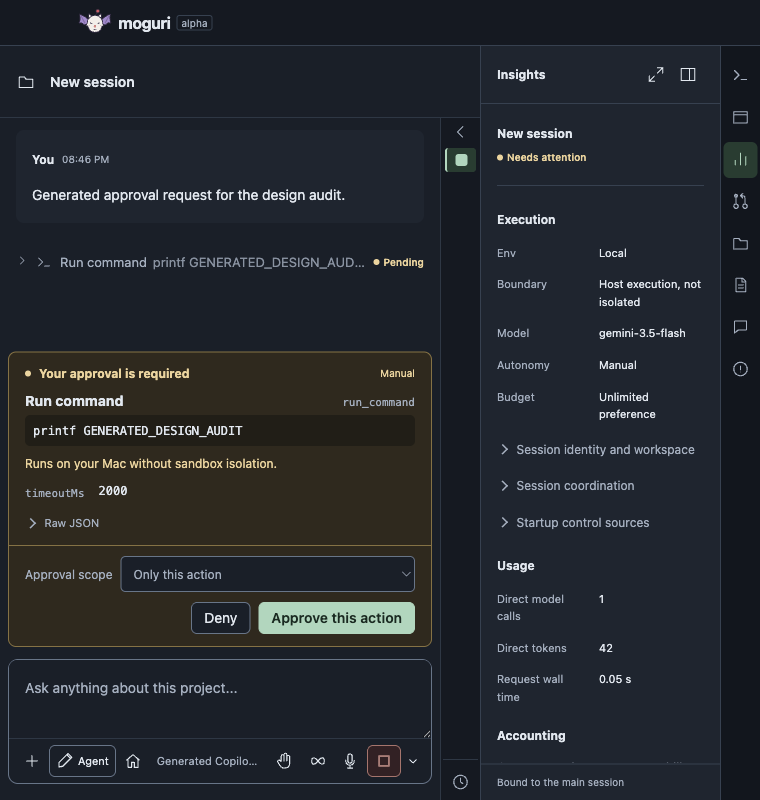 moguri alpha
New session
You 08:46 PM
Generated approval request for the design audit.
Run command printf GENERATED_DESIGN_AUD... Pending
Your approval is required Manual
Run command run_command
printf GENERATED_DESIGN_AUDIT
Runs on your Mac without sandbox isolation.
timeoutMs 2000
Raw JSON
Approval scope Only this action
Deny Approve this action
Ask anything about this project...
Agent Generated Copilo...
Insights
New session
Needs attention
Execution
Env Local
Boundary Host execution, not
isolated
Model gemini-3.5-flash
Autonomy Manual
Budget Unlimited
preference
Session identity and workspace
Session coordination
Startup control sources
Usage
Direct model 1
calls
Direct tokens 42
Request wall 0.05 s
time
Accounting
Bound to the main session